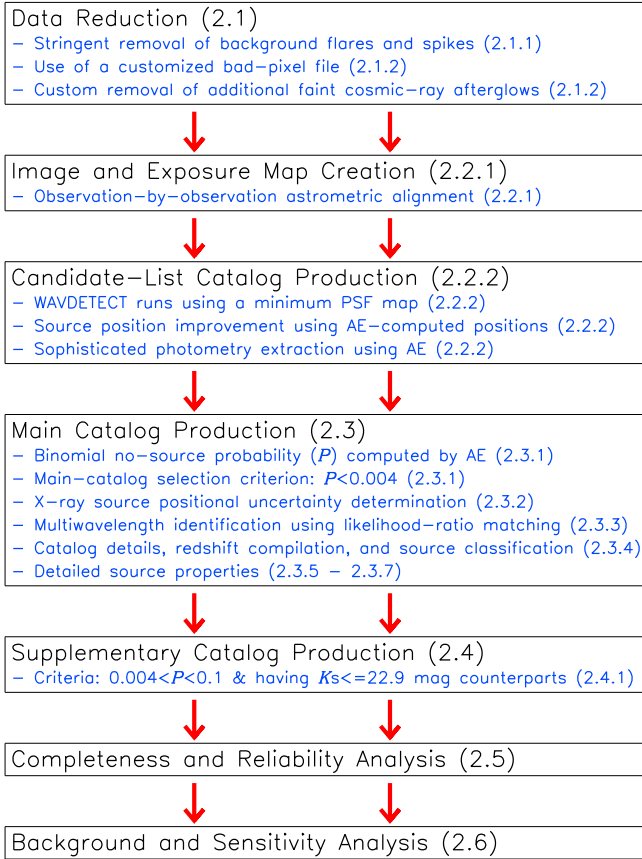 Data Reduction (2.1)
− Stringent removal of background flares and spikes (2.1.1)
− Use of a customized bad−pixel file (2.1.2)
− Custom removal of additional faint cosmic−ray afterglows (2.1.2)
Image and Exposure Map Creation (2.2.1)
− Observation−by−observation astrometric alignment (2.2.1)
Candidate−List Catalog Production (2.2.2)
− WAVDETECT runs using a minimum PSF map (2.2.2)
− Source position improvement using AE−computed positions (2.2.2)
− Sophisticated photometry extraction using AE (2.2.2)
Main Catalog Production (2.3)
− Binomial no−source probability (P) computed by AE (2.3.1)
− Main−catalog selection criterion: P<0.004 (2.3.1)
− X−ray source positional uncertainty determination (2.3.2)
− Multiwavelength identification using likelihood−ratio matching (2.3.3)
− Catalog details, redshift compilation, and source classification (2.3.4)
− Detailed source properties (2.3.5 − 2.3.7)
Supplementary Catalog Production (2.4)
− Criteria: 0.004<P<0.1 & having Ks<=22.9 mag counterparts (2.4.1)
Completeness and Reliability Analysis (2.5)
Background and Sensitivity Analysis (2.6)